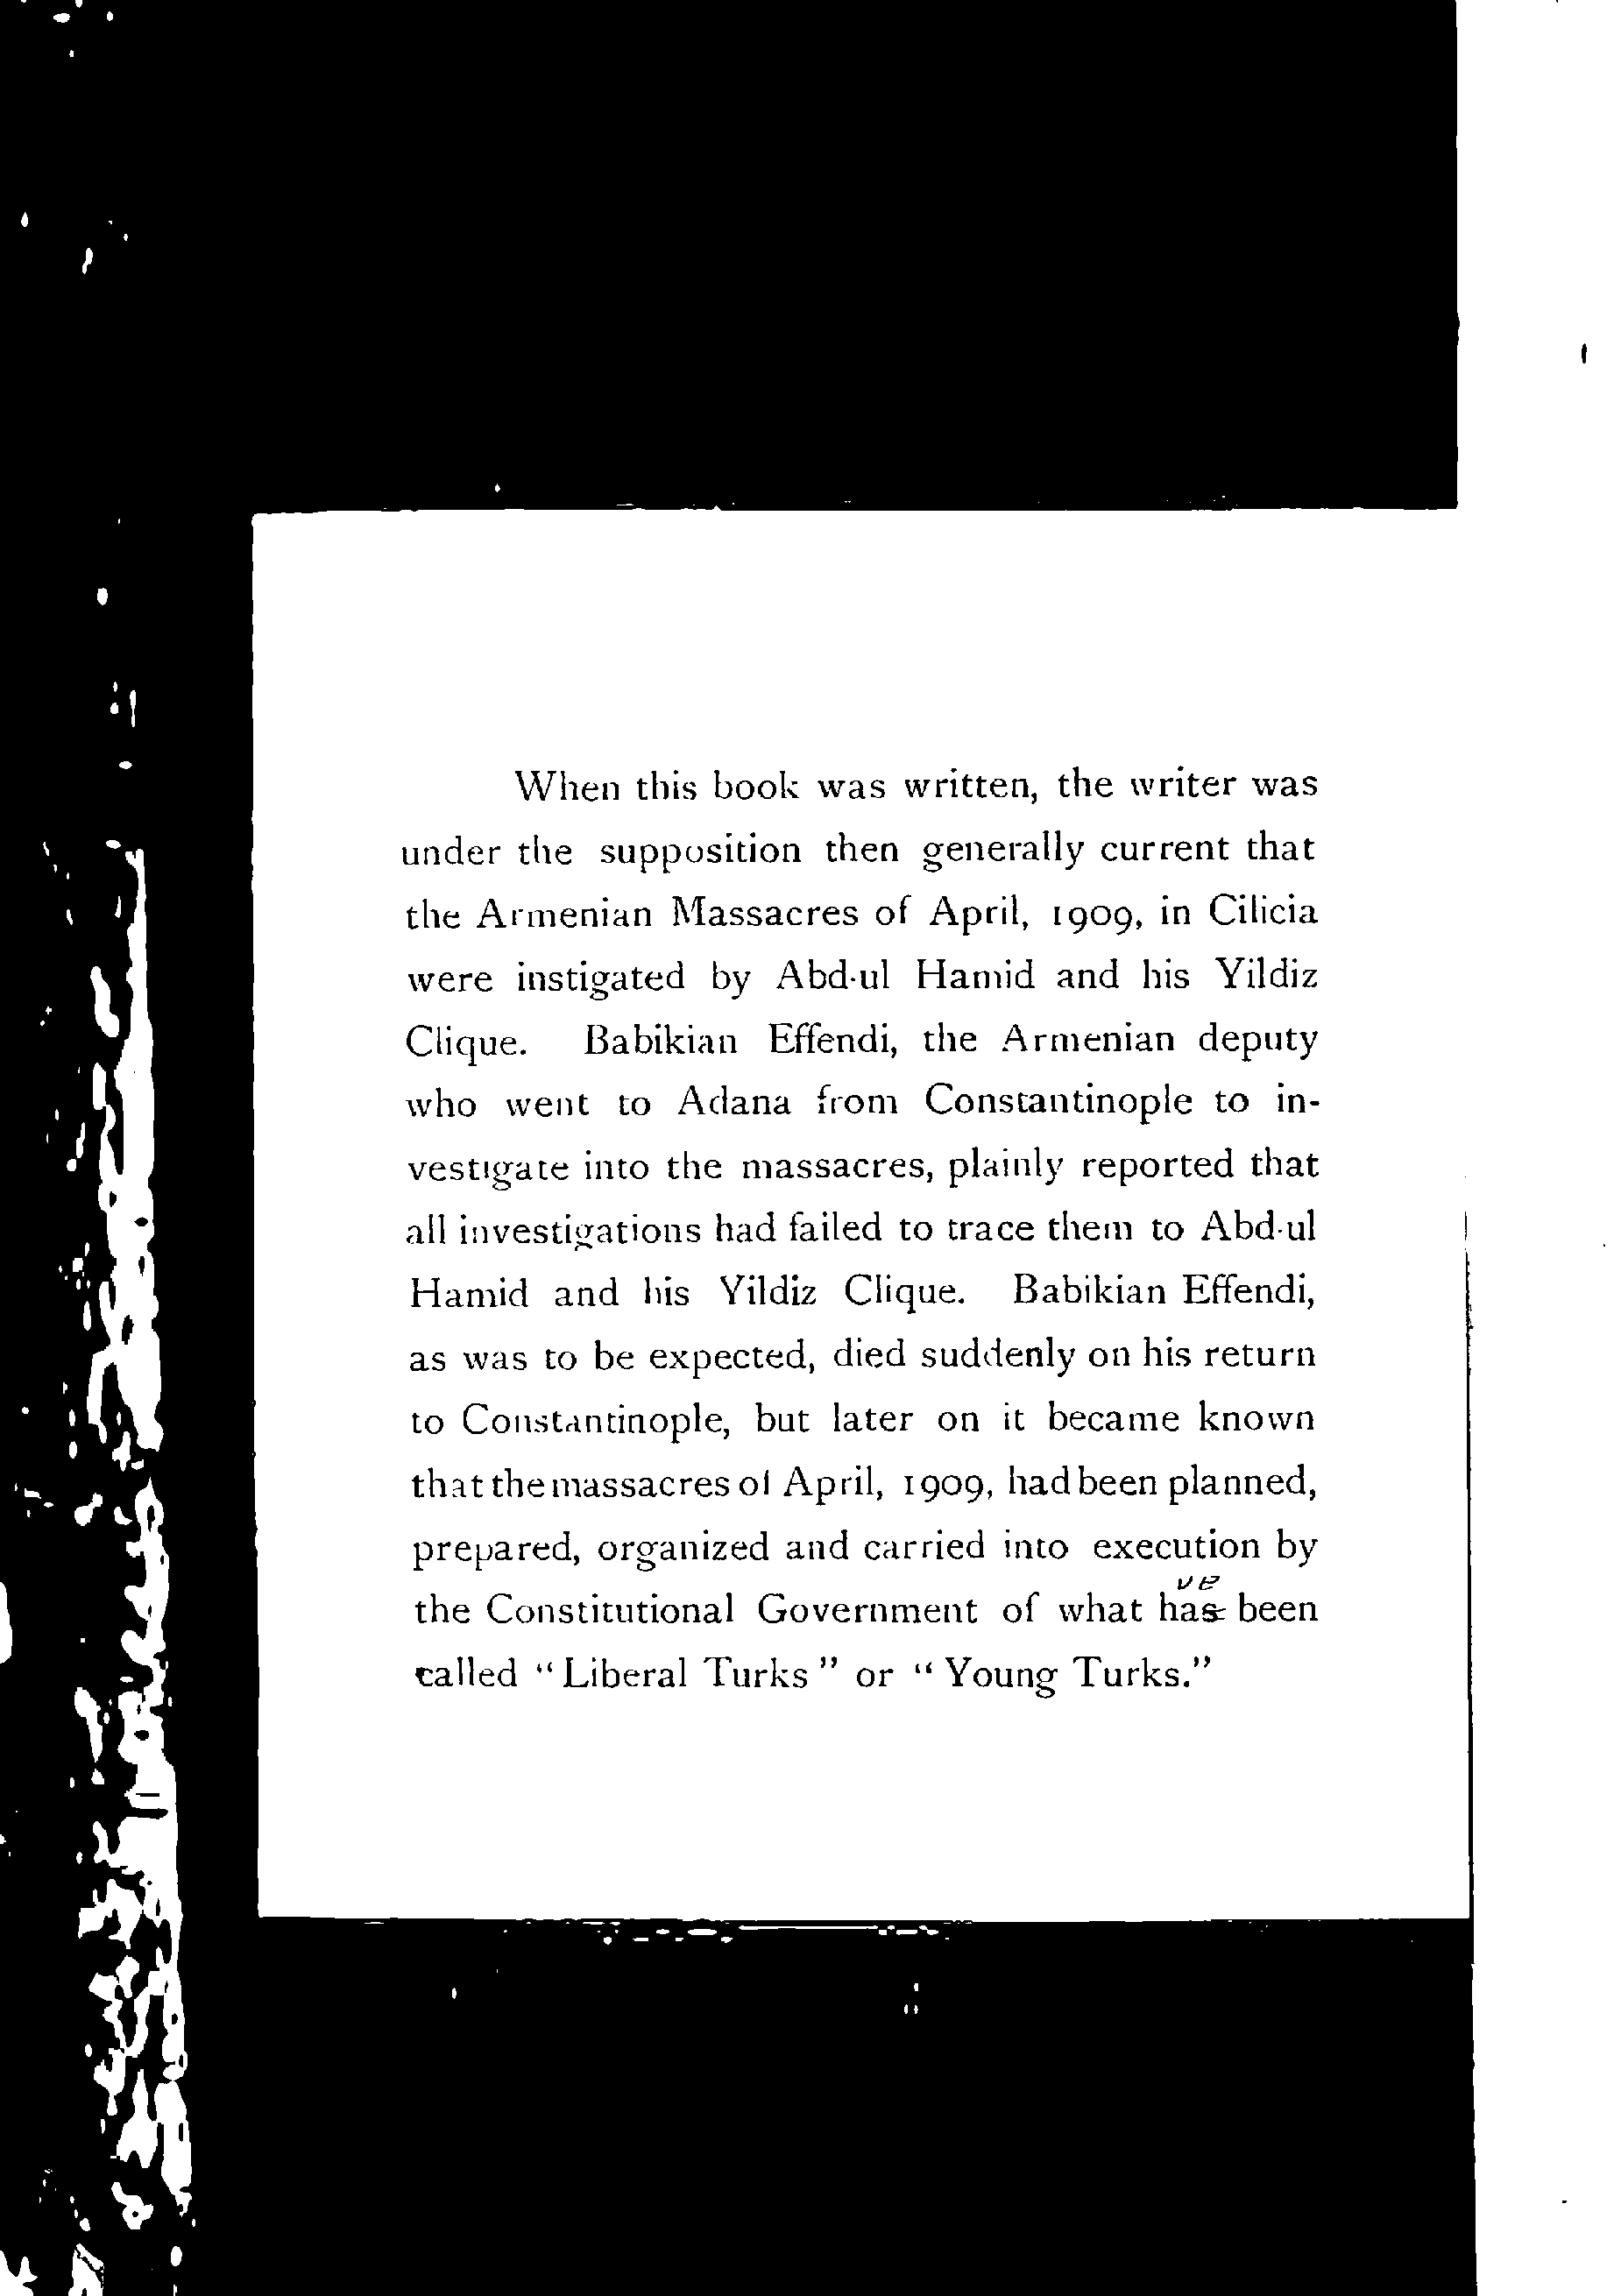 When this book was written, the writer was
under the supposition then generally current that
the Armenian Massacres of April, 1909, in Cilicia
were instigated by Abd-ul Hamid and his Yildiz
Clique. Babikian Effendi, the Armenian deputy
who went to Adana from Constantinople to in-
vestigate into the massacres, plainly reported that
all investigations had failed to trace them to Abd-ul
Hamid and his Yildiz Clique. Babikian Effendi,
as was to be expected, died suddenly on his return
to Constantinople, but later on it became known
that the massacres of April, 1909, had been planned,
prepared, organized and carried into execution by
ve
the Constitutional Government of what has been
called "Liberal Turks" or "Young Turks."